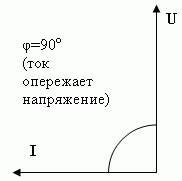 U
φ=90°
(ток
опережает
напряжение)
I